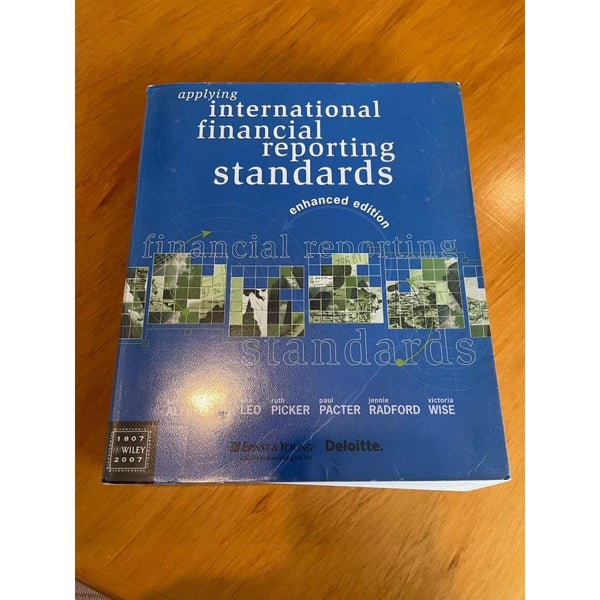 applying
international
financial
reporting
standards
enhanced edition
financial reporting
standards
ruth paul jennie victoria
LEO PICKER PACTER RADFORD WISE
ERNST & YOUNG Deloitte.
1807
WILEY
2007